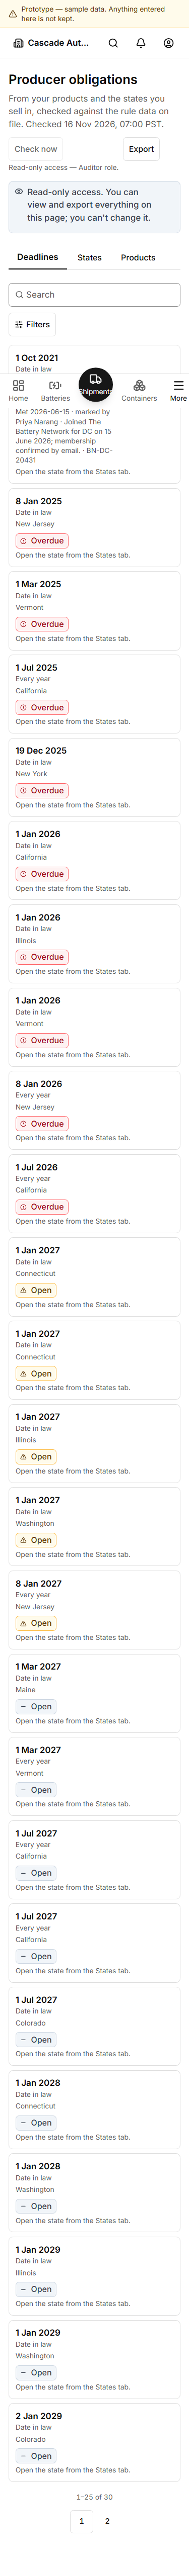 Prototype — sample data. Anything entered
here is not kept.
Cascade Aut...
Producer obligations
From your products and the states you
sell in, checked against the rule data on
file. Checked 16 Nov 2026, 07:00 PST.
Check now
Export
Read-only access — Auditor role.
Read-only access. You can
view and export everything on
this page; you can't change it.
Deadlines
States
Products
Search
Filters
1 Oct 2021
Date in law
Home
Batteries
Shipments
Containers
More
Met 2026-06-15 · marked by
Priya Narang · Joined The
Battery Network for DC on 15
June 2026; membership
confirmed by email. · BN-DC-
20431
Open the state from the States tab.
8 Jan 2025
Date in law
New Jersey
Overdue
Open the state from the States tab.
1 Mar 2025
Date in law
Vermont
Overdue
Open the state from the States tab.
1 Jul 2025
Every year
California
Overdue
Open the state from the States tab.
19 Dec 2025
Date in law
New York
Overdue
Open the state from the States tab.
1 Jan 2026
Date in law
California
Overdue
Open the state from the States tab.
1 Jan 2026
Date in law
Illinois
Overdue
Open the state from the States tab.
1 Jan 2026
Date in law
Vermont
Overdue
Open the state from the States tab.
8 Jan 2026
Every year
New Jersey
Overdue
Open the state from the States tab.
1 Jul 2026
Every year
California
Overdue
Open the state from the States tab.
1 Jan 2027
Date in law
Connecticut
Open
Open the state from the States tab.
1 Jan 2027
Date in law
Connecticut
Open
Open the state from the States tab.
1 Jan 2027
Date in law
Illinois
Open
Open the state from the States tab.
1 Jan 2027
Date in law
Washington
Open
Open the state from the States tab.
8 Jan 2027
Every year
New Jersey
Open
Open the state from the States tab.
1 Mar 2027
Date in law
Maine
Open
Open the state from the States tab.
1 Mar 2027
Every year
Vermont
Open
Open the state from the States tab.
1 Jul 2027
Every year
California
Open
Open the state from the States tab.
1 Jul 2027
Every year
California
Open
Open the state from the States tab.
1 Jul 2027
Date in law
Colorado
Open
Open the state from the States tab.
1 Jan 2028
Date in law
Connecticut
Open
Open the state from the States tab.
1 Jan 2028
Date in law
Washington
Open
Open the state from the States tab.
1 Jan 2029
Date in law
Illinois
Open
Open the state from the States tab.
1 Jan 2029
Date in law
Washington
Open
Open the state from the States tab.
2 Jan 2029
Date in law
Colorado
Open
Open the state from the States tab.
1–25 of 30
1
2